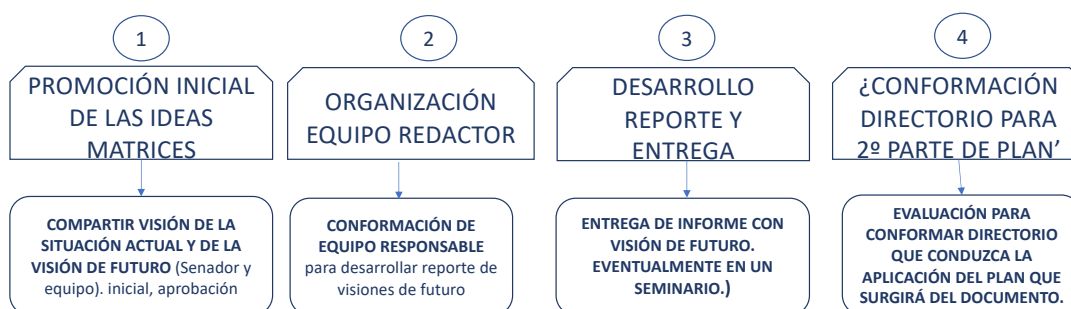 1
PROMOCIÓN INICIAL
DE LAS IDEAS
MATRICES
COMPARTIR VISIÓN DE LA
SITUACIÓN ACTUAL Y DE LA
VISIÓN DE FUTURO (Senador y
equipo). inicial, aprobación
2
ORGANIZACIÓN
EQUIPO REDACTOR
CONFORMACIÓN DE
EQUIPO RESPONSABLE
para desarrollar reporte de
visiones de futuro
3
DESARROLLO
REPORTE Y
ENTREGA
ENTREGA DE INFORME CON
VISIÓN DE FUTURO.
EVENTUALMENTE EN UN
SEMINARIO.)
4
¿CONFORMACIÓN
DIRECTORIO PARA
2º PARTE DE PLAN’
EVALUACIÓN PARA
CONFORMAR DIRECTORIO
QUE CONDUZCA LA
APLICACIÓN DEL PLAN QUE
SURGIRÁ DEL DOCUMENTO.